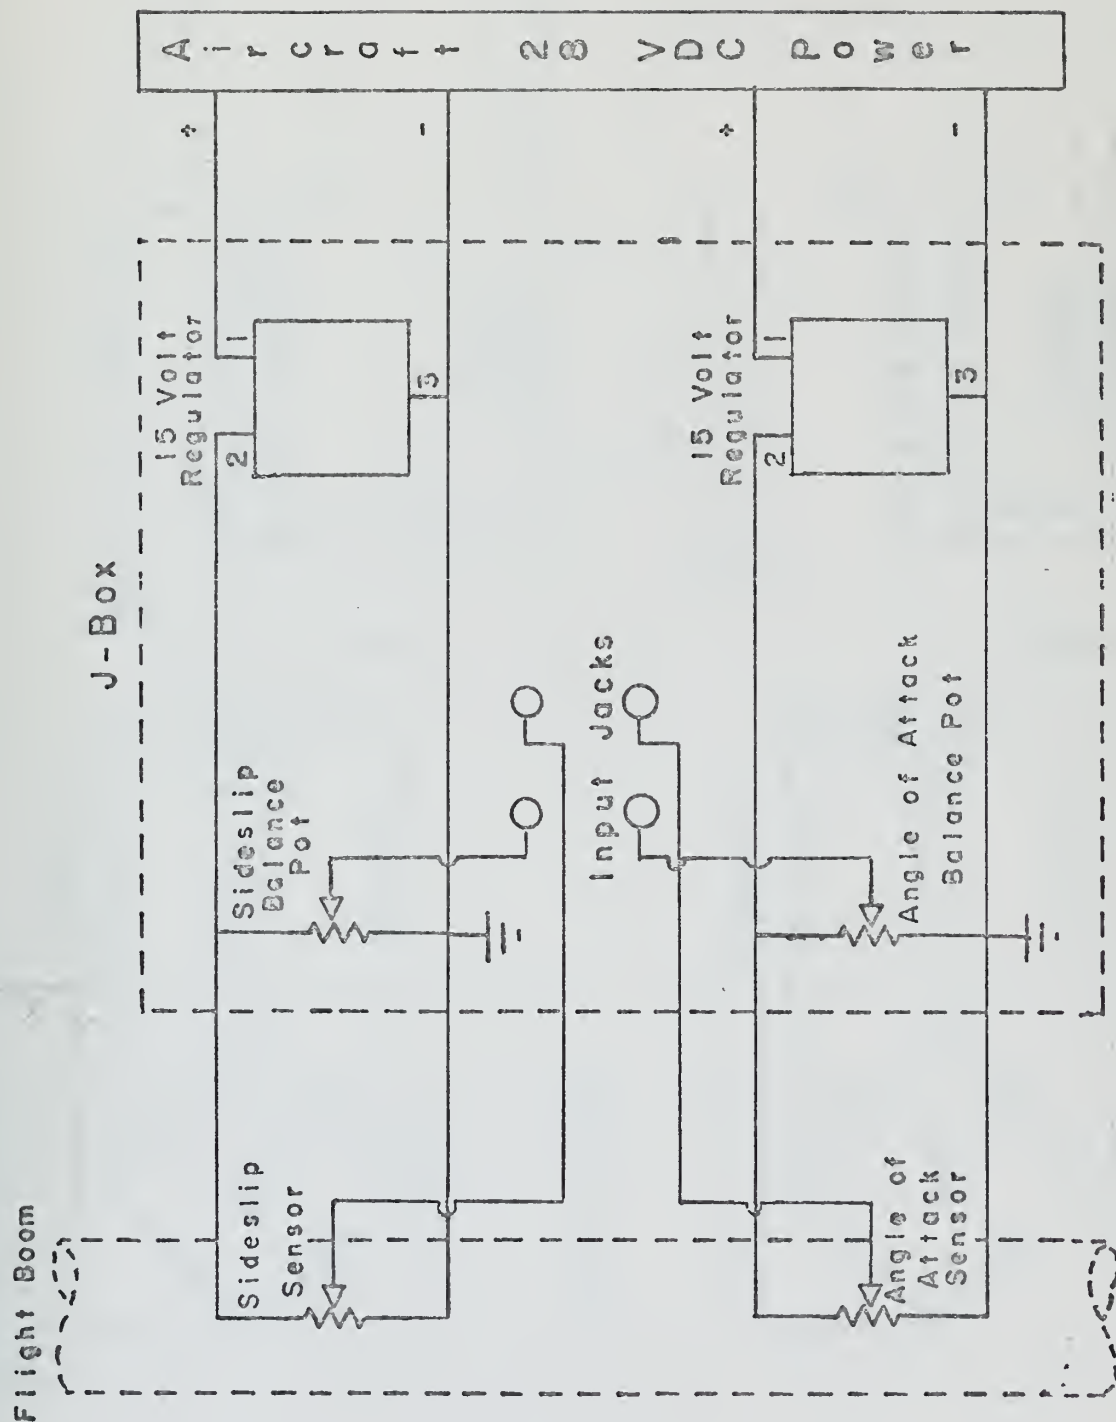 Flight Boom
J-Box
Aircraft 28 VDC Power
+
-
+
-
15 Volt
Regulator
1
2
3
15 Volt
Regulator
1
2
3
Sideslip
Balance
Pot
Input Jacks
Angle of Attack
Balance Pot
Sideslip
Sensor
Angle of
Attack
Sensor